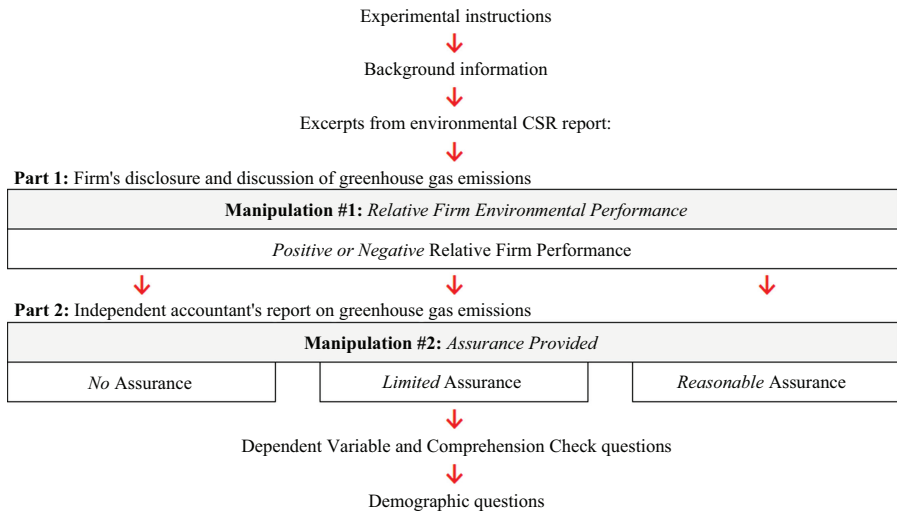 Experimental instructions
Background information
Excerpts from environmental CSR report:
Part 1: Firm's disclosure and discussion of greenhouse gas emissions
Manipulation #1: Relative Firm Environmental Performance
Positive or Negative Relative Firm Performance
Part 2: Independent accountant's report on greenhouse gas emissions
Manipulation #2: Assurance Provided
No Assurance
Limited Assurance
Reasonable Assurance
Dependent Variable and Comprehension Check questions
Demographic questions